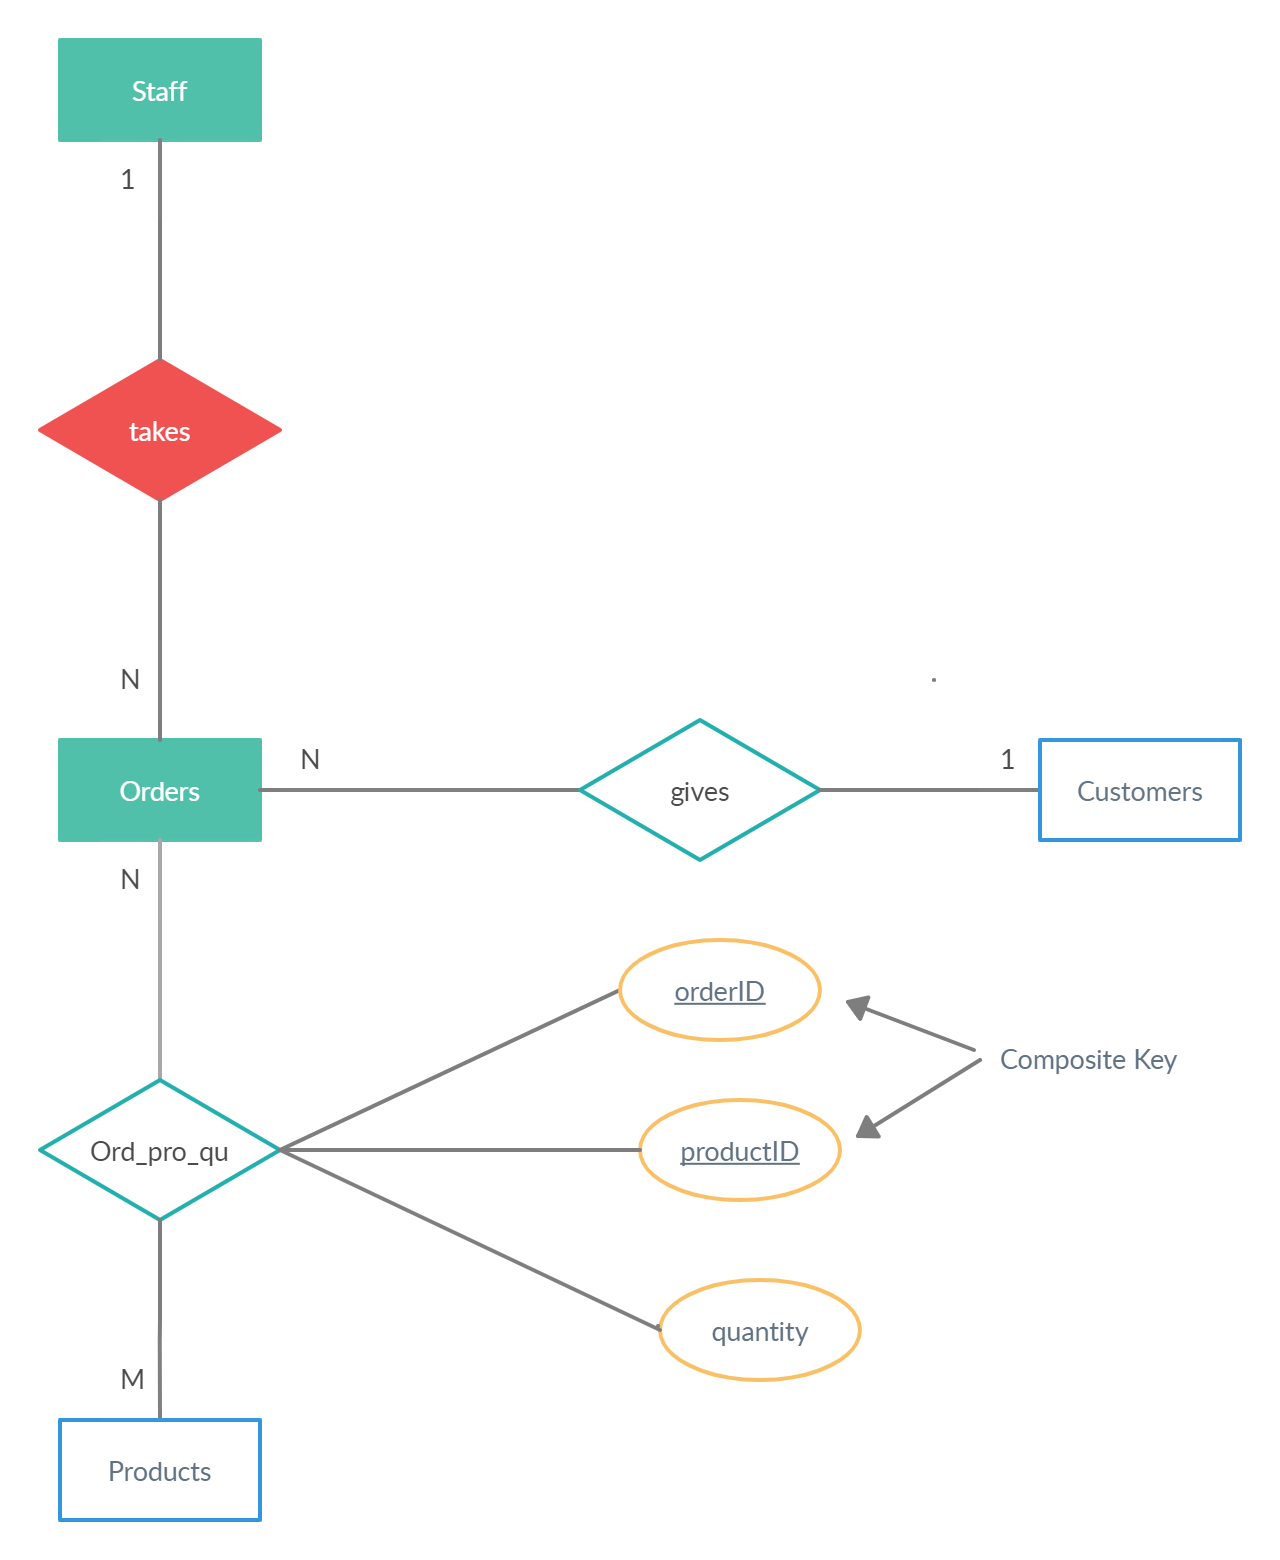 Staff
1
takes
N
Orders
N
gives
1
Customers
N
orderID
Composite Key
Ord_pro_qu
productID
quantity
M
Products